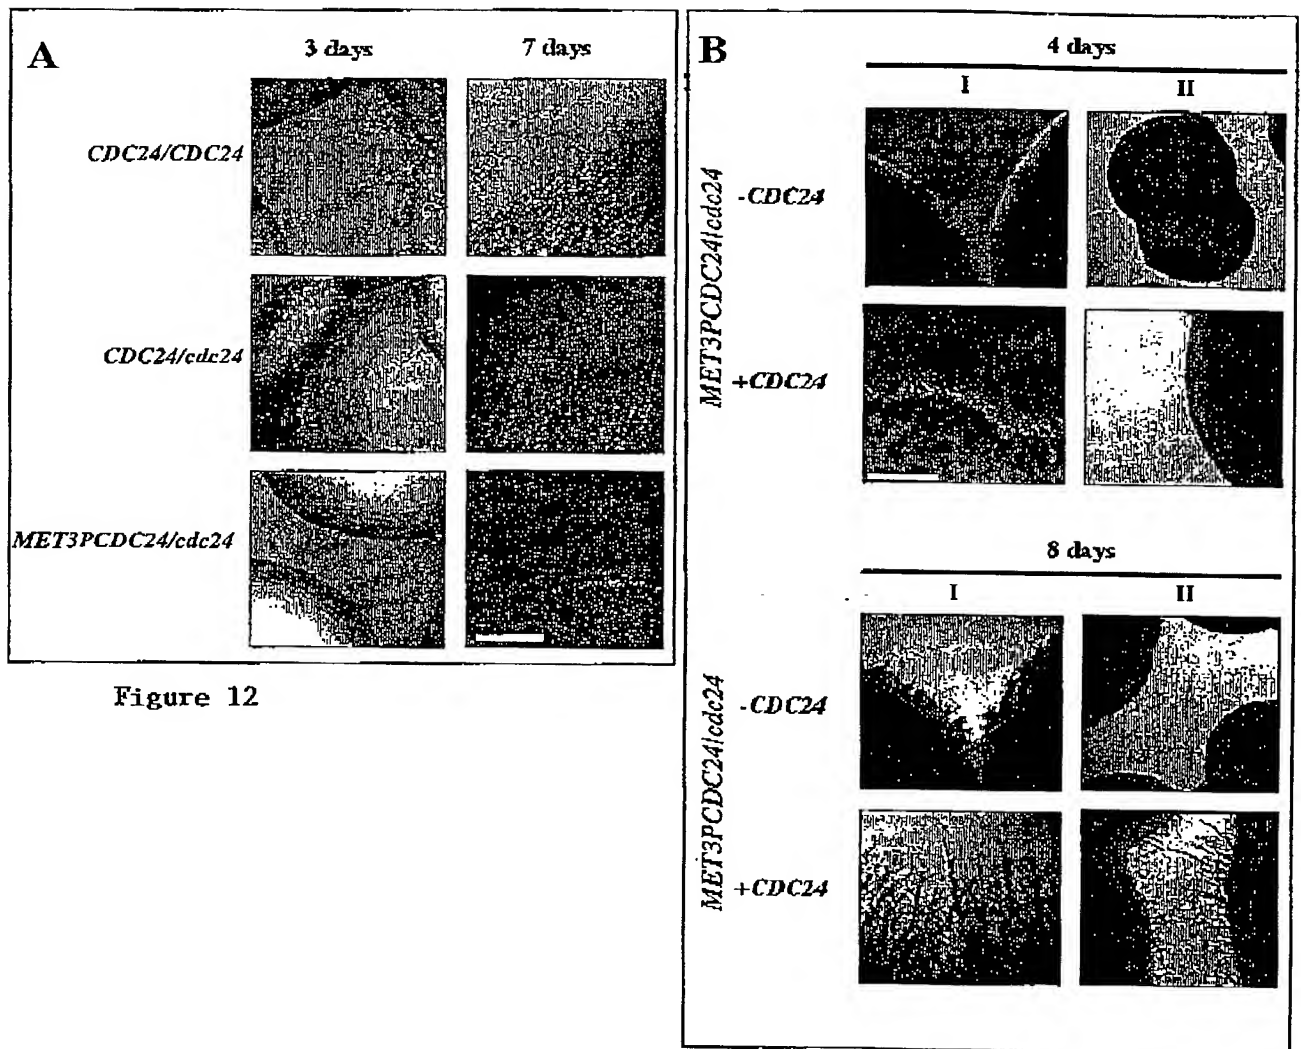 A
3 days
7 days
CDC24/CDC24
CDC24/cdc24
MET3PCDC24/cdc24
Figure 12
B
4 days
I
II
MET3PCDC24/cdc24
-CDC24
+CDC24
8 days
I
II
MET3PCDC24/cdc24
-CDC24
+CDC24